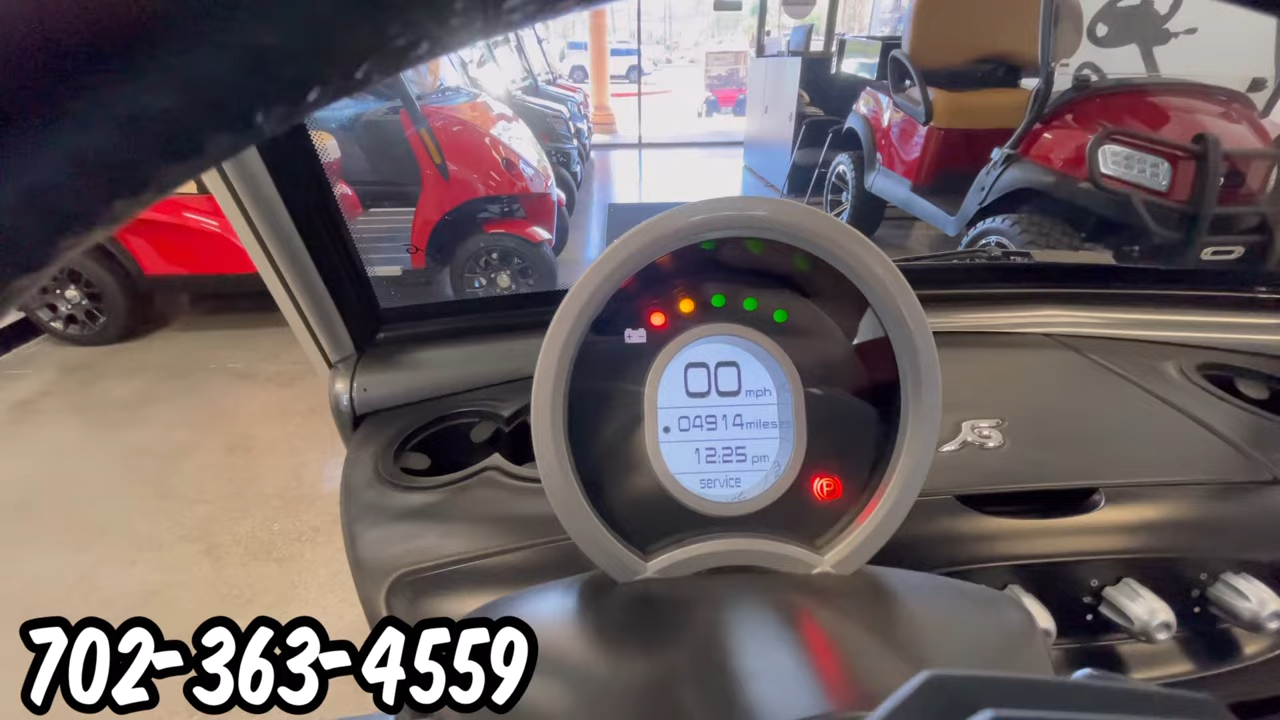 00 mph
04914 miles
12:25 pm
service
P
702-363-4559